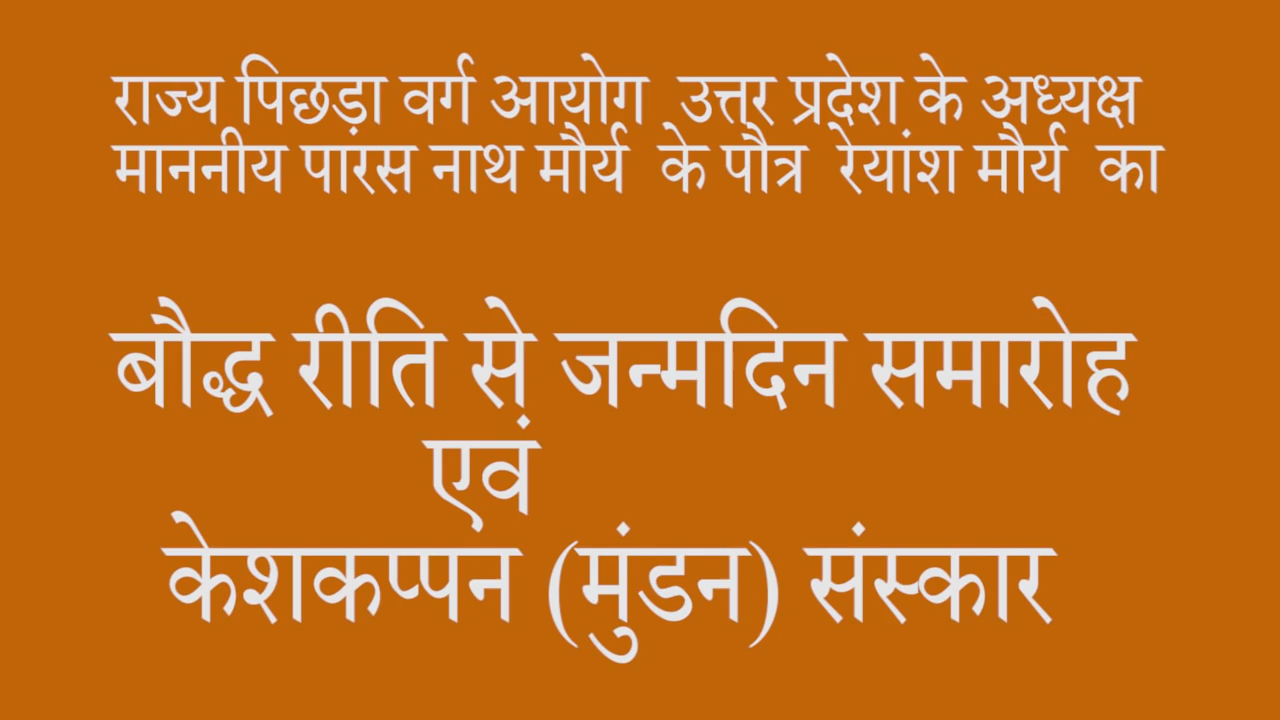 राज्य पिछड़ा वर्ग आयोग उत्तर प्रदेश के अध्यक्ष
माननीय पारस नाथ मौर्य के पौत्र रेयांश मौर्य का
बौद्ध रीति से जन्मदिन समारोह
एवं
केशकप्पन (मुंडन) संस्कार